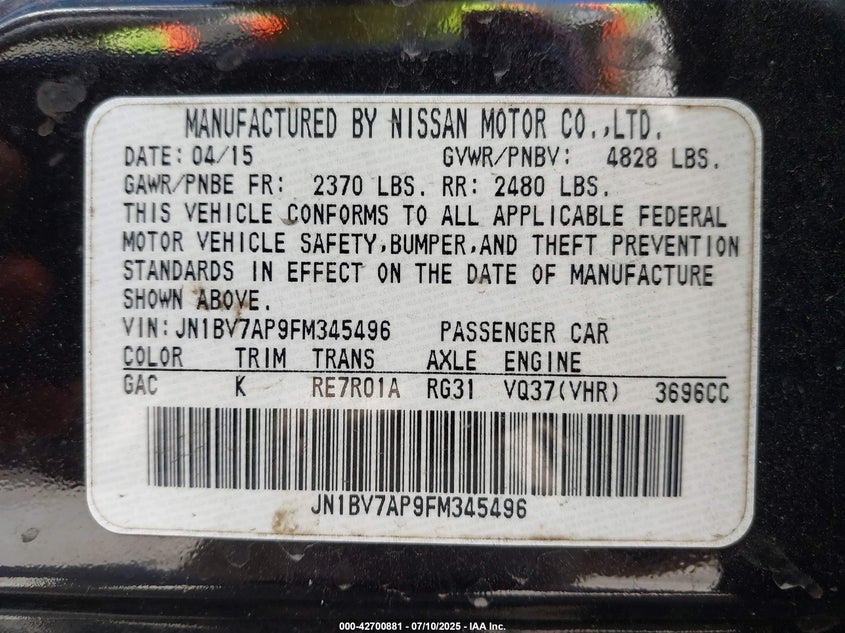 MANUFACTURED BY NISSAN MOTOR CO.,LTD.
DATE: 04/15 GVWR/PNBV: 4828 LBS.
GAWR/PNBE FR: 2370 LBS. RR: 2480 LBS.
THIS VEHICLE CONFORMS TO ALL APPLICABLE FEDERAL
MOTOR VEHICLE SAFETY,BUMPER,AND THEFT PREVENTION
STANDARDS IN EFFECT ON THE DATE OF MANUFACTURE
SHOWN ABOVE.
VIN:JN1BV7AP9FM345496 PASSENGER CAR
COLOR TRIM TRANS AXLE ENGINE
GAC K RE7R01A RG31 VQ37(VHR) 3696CC
JN1BV7AP9FM345496
000-42700881 - 07/10/2025 - IAA Inc.